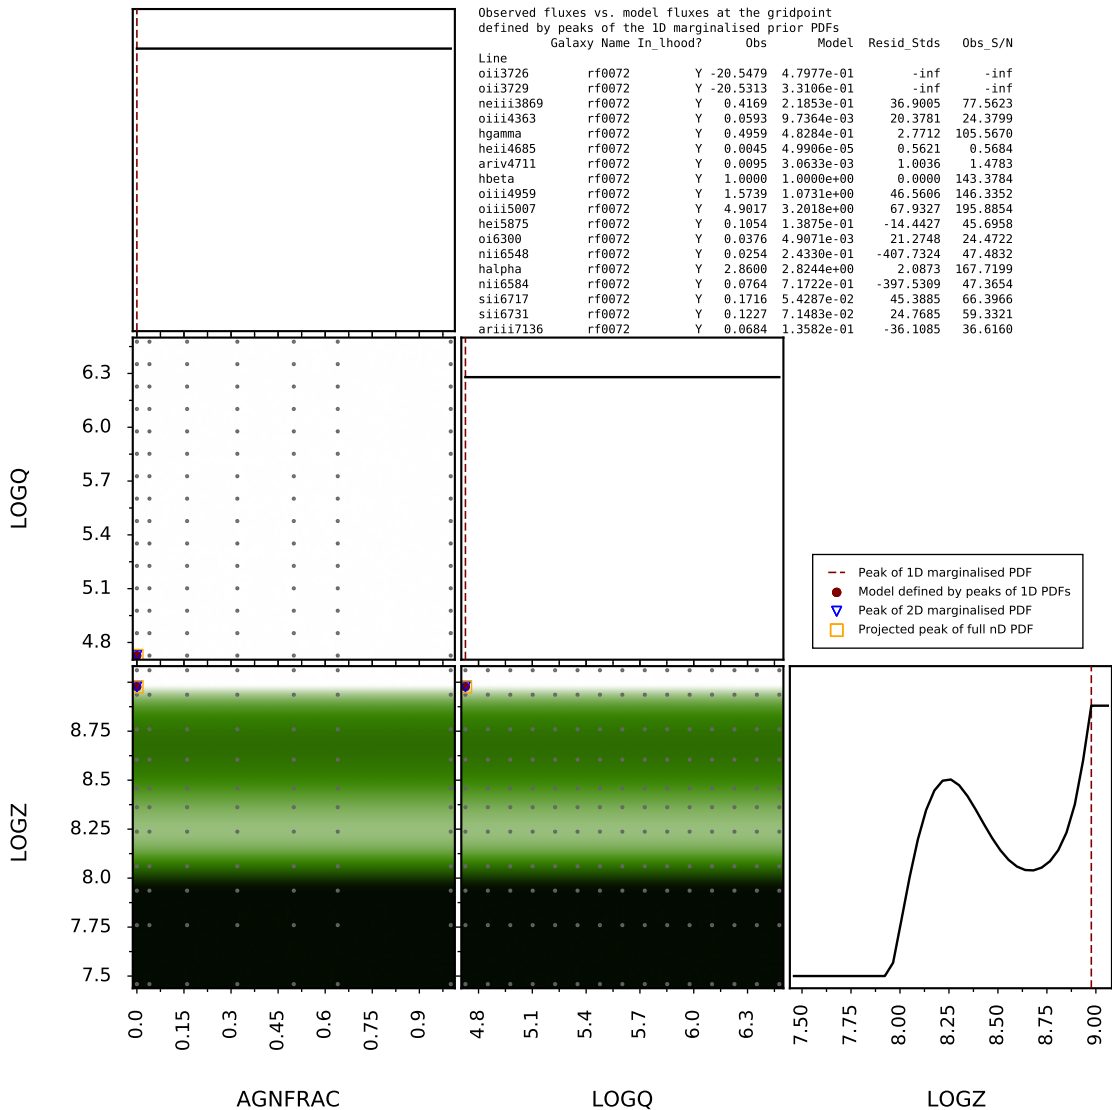 Observed fluxes vs. model fluxes at the gridpoint
defined by peaks of the 1D marginalised prior PDFs
Galaxy Name In_lhood? Obs Model Resid_Stds Obs_S/N
Line
oii3726 rf0072 Y -20.5479 4.7977e-01 -inf -inf
oii3729 rf0072 Y -20.5313 3.3106e-01 -inf -inf
neiii3869 rf0072 Y 0.4169 2.1853e-01 36.9005 77.5623
oiii4363 rf0072 Y 0.0593 9.7364e-03 20.3781 24.3799
hgamma rf0072 Y 0.4959 4.8284e-01 2.7712 105.5670
heii4685 rf0072 Y 0.0045 4.9906e-05 0.5621 0.5684
ariv4711 rf0072 Y 0.0095 3.0633e-03 1.0036 1.4783
hbeta rf0072 Y 1.0000 1.0000e+00 0.0000 143.3784
oiii4959 rf0072 Y 1.5739 1.0731e+00 46.5606 146.3352
oiii5007 rf0072 Y 4.9017 3.2018e+00 67.9327 195.8854
hei5875 rf0072 Y 0.1054 1.3875e-01 -14.4427 45.6958
oi6300 rf0072 Y 0.0376 4.9071e-03 21.2748 24.4722
nii6548 rf0072 Y 0.0254 2.4330e-01 -407.7324 47.4832
halpha rf0072 Y 2.8600 2.8244e+00 2.0873 167.7199
nii6584 rf0072 Y 0.0764 7.1722e-01 -397.5309 47.3654
sii6717 rf0072 Y 0.1716 5.4287e-02 45.3885 66.3966
sii6731 rf0072 Y 0.1227 7.1483e-02 24.7685 59.3321
ariii7136 rf0072 Y 0.0684 1.3582e-01 -36.1085 36.6160
LOGQ
6.3
6.0
5.7
5.4
5.1
4.8
Peak of 1D marginalised PDF
Model defined by peaks of 1D PDFs
Peak of 2D marginalised PDF
Projected peak of full nD PDF
LOGZ
8.75
8.5
8.25
8.0
7.75
7.5
0.0 0.15 0.3 0.45 0.6 0.75 0.9
4.8 5.1 5.4 5.7 6.0 6.3
7.50 7.75 8.00 8.25 8.50 8.75 9.00
AGNFRAC LOGQ LOGZ